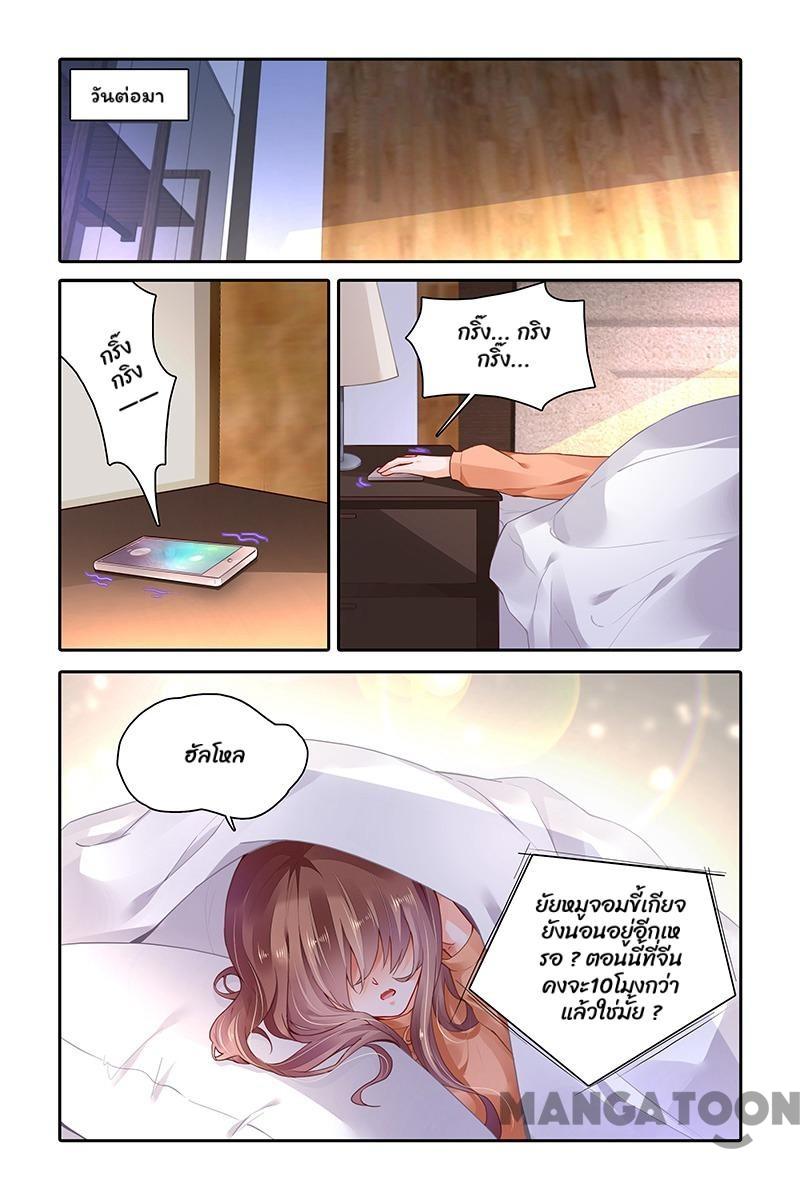 วันต่อมา
กริ๊ง
กริง
——
กริ๊ง... กริง
กริ๊ง...
ฮัลโหล
ยัยหมูจอมขี้เกียจ
ยังนอนอยู่อีกเห
รอ ? ตอนนี้ที่จีน
คงจะ10โมงกว่า
แล้วใช่มั้ย ?
MANGATOON